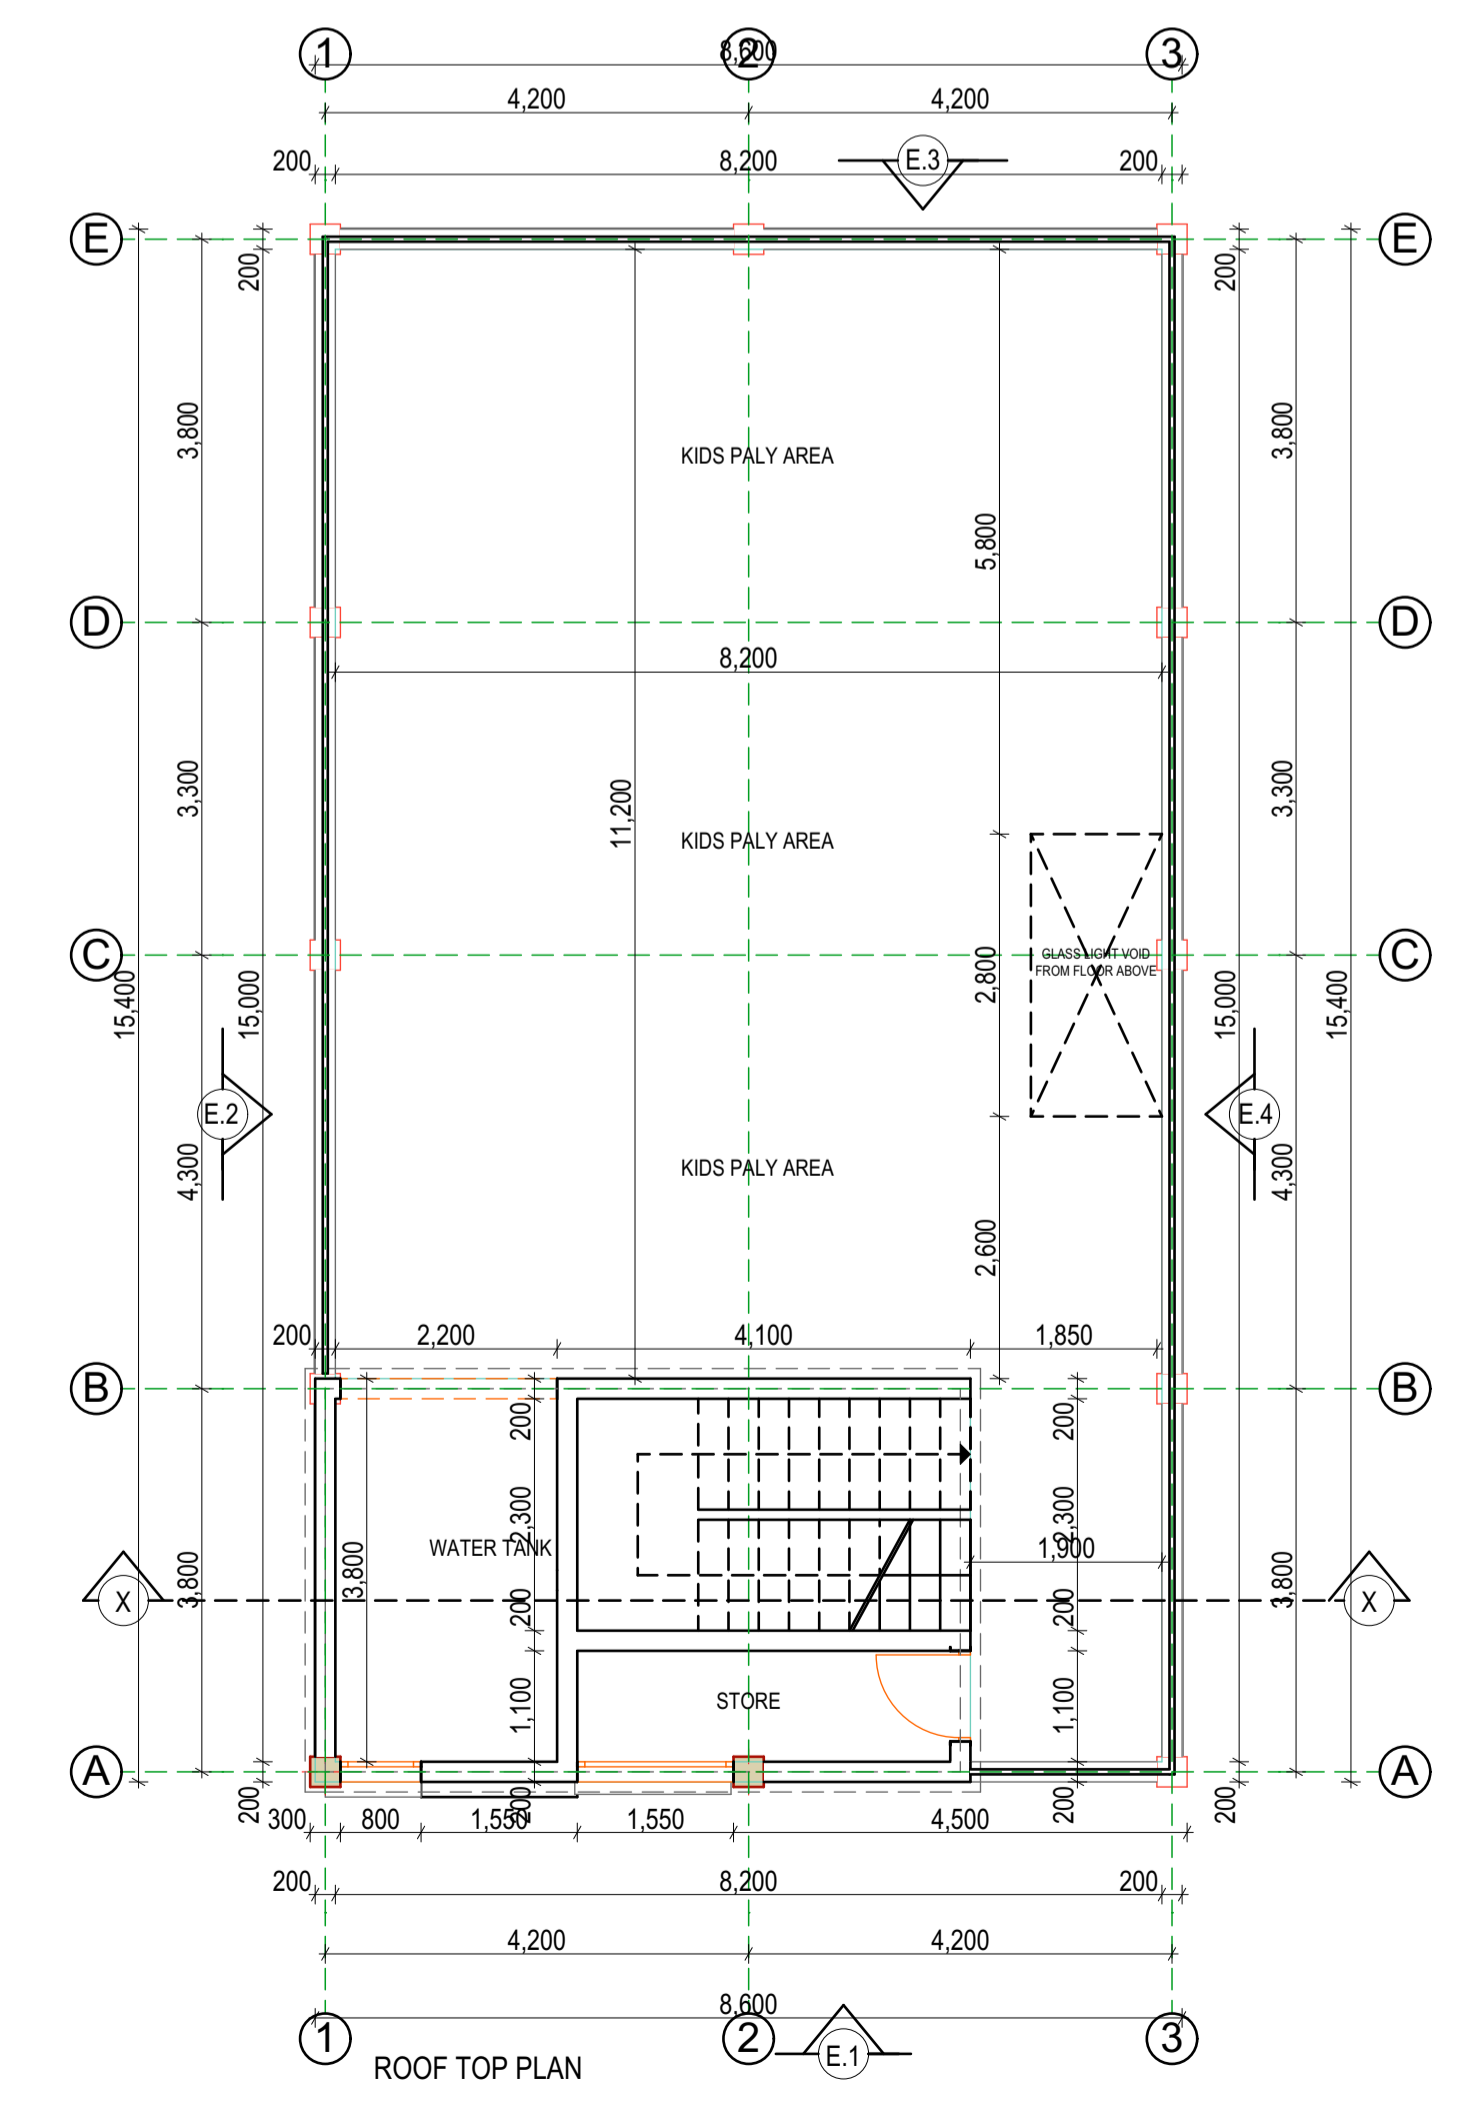 1 2 3
8,600
4,200 4,200
E.3
200 8,200 200
E E
200 200
3,800 3,800
KIDS PALY AREA
5,800
D D
8,200
3,300 3,300
11,200
KIDS PALY AREA
C C
GLASS LIGHT VOID
FROM FLOOR ABOVE
2,800
15,400 15,000 15,000 15,400
E.2 E.4
4,300 4,300
KIDS PALY AREA
2,600
200 2,200 4,100 1,850
B B
200 200
2,300 2,300
WATER TANK
1,900
3,800 3,800 3,800
X X
200 200
1,100 1,100
STORE
A A
200 200 200 200
300 800 1,550 1,550 4,500
200 8,200 200
4,200 4,200
8,600
1 2 3
E.1
ROOF TOP PLAN